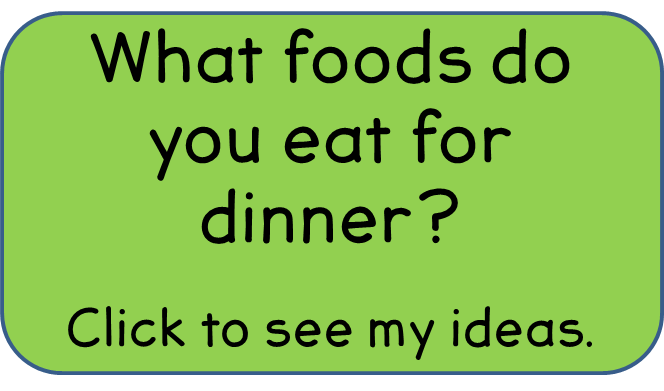 What foods do
you eat for
dinner?
Click to see my ideas.